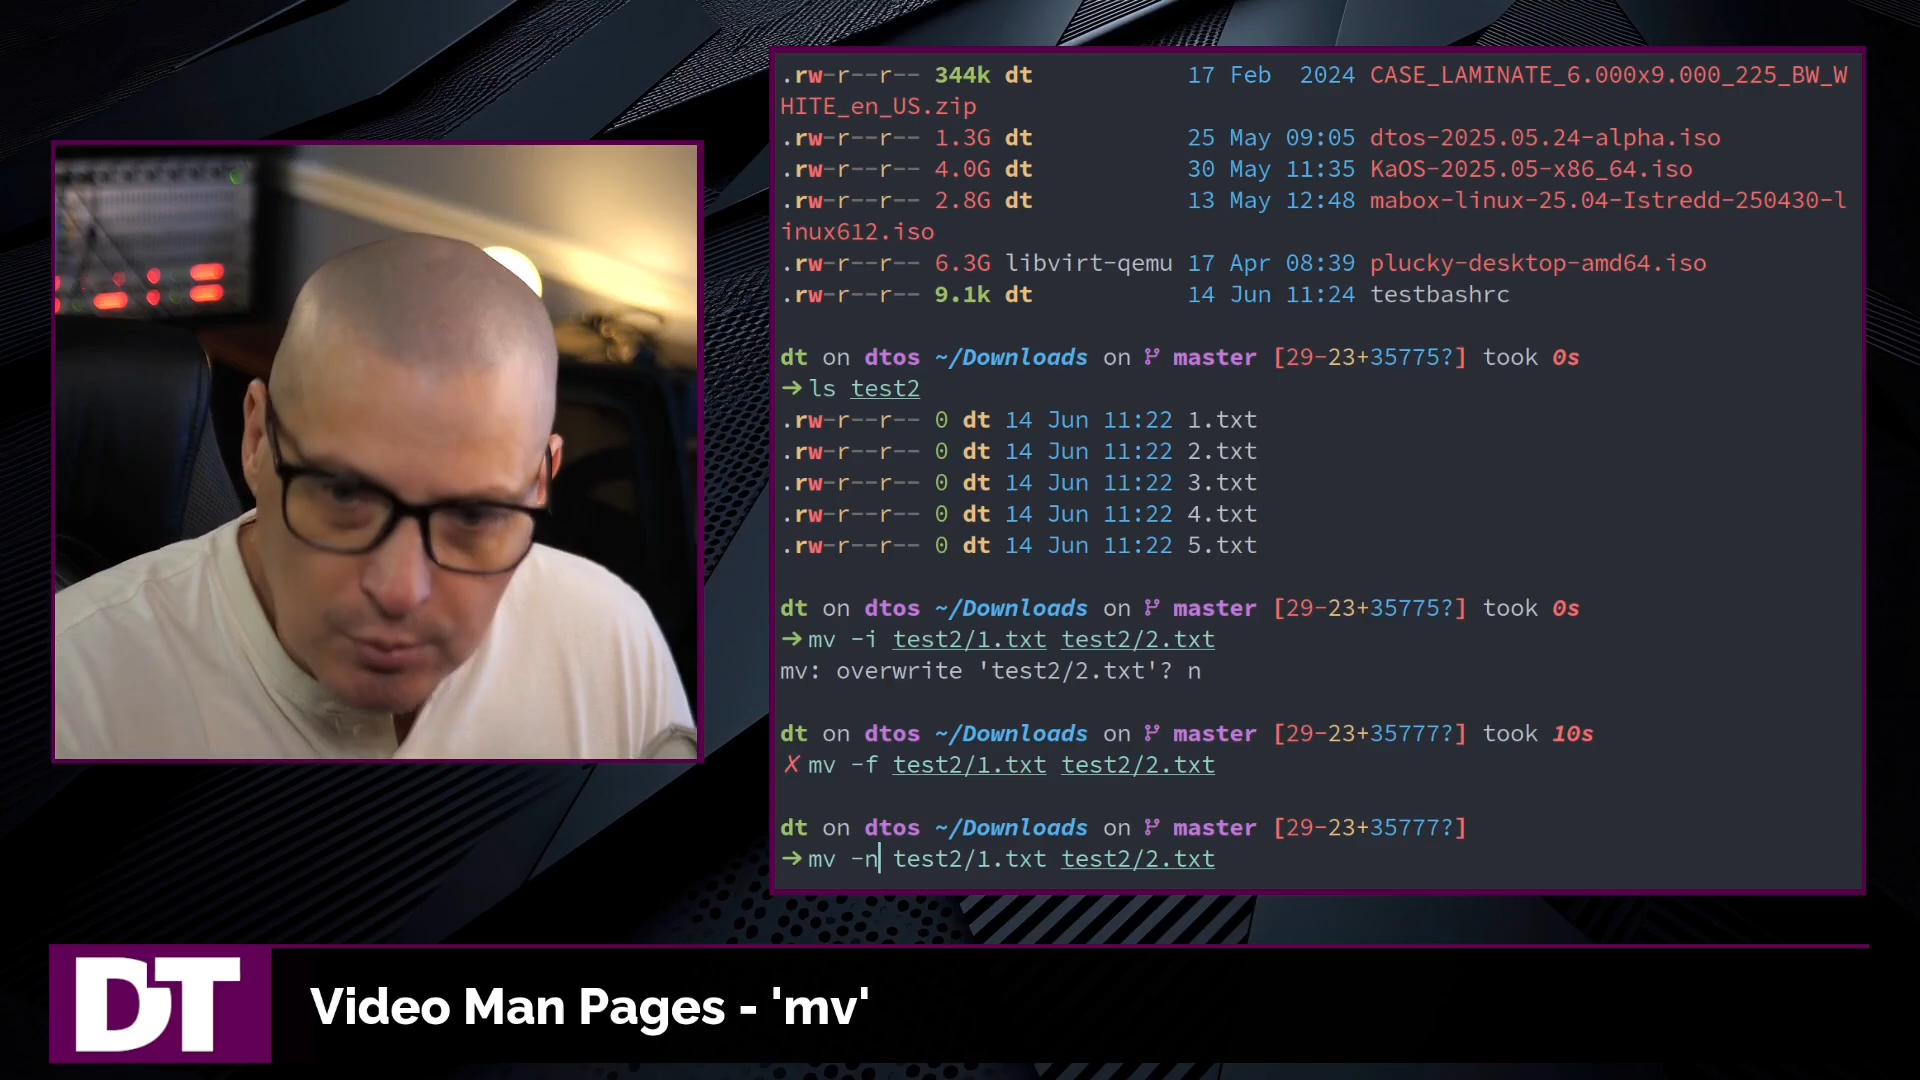 .rw-r--r-- 344k dt 17 Feb 2024 CASE_LAMINATE_6.000x9.000_225_BW_W
HITE_en_US.zip
.rw-r--r-- 1.3G dt 25 May 09:05 dtos-2025.05.24-alpha.iso
.rw-r--r-- 4.0G dt 30 May 11:35 KaOS-2025.05-x86_64.iso
.rw-r--r-- 2.8G dt 13 May 12:48 mabox-linux-25.04-Istredd-250430-l
inux612.iso
.rw-r--r-- 6.3G libvirt-qemu 17 Apr 08:39 plucky-desktop-amd64.iso
.rw-r--r-- 9.1k dt 14 Jun 11:24 testbashrc
dt on dtos ~/Downloads on master [29-23+35775?] took 0s
➔ ls test2
.rw-r--r-- 0 dt 14 Jun 11:22 1.txt
.rw-r--r-- 0 dt 14 Jun 11:22 2.txt
.rw-r--r-- 0 dt 14 Jun 11:22 3.txt
.rw-r--r-- 0 dt 14 Jun 11:22 4.txt
.rw-r--r-- 0 dt 14 Jun 11:22 5.txt
dt on dtos ~/Downloads on master [29-23+35775?] took 0s
➔ mv -i test2/1.txt test2/2.txt
mv: overwrite 'test2/2.txt'? n
dt on dtos ~/Downloads on master [29-23+35777?] took 10s
✗ mv -f test2/1.txt test2/2.txt
dt on dtos ~/Downloads on master [29-23+35777?]
➔ mv -n test2/1.txt test2/2.txt
DT
Video Man Pages - 'mv'